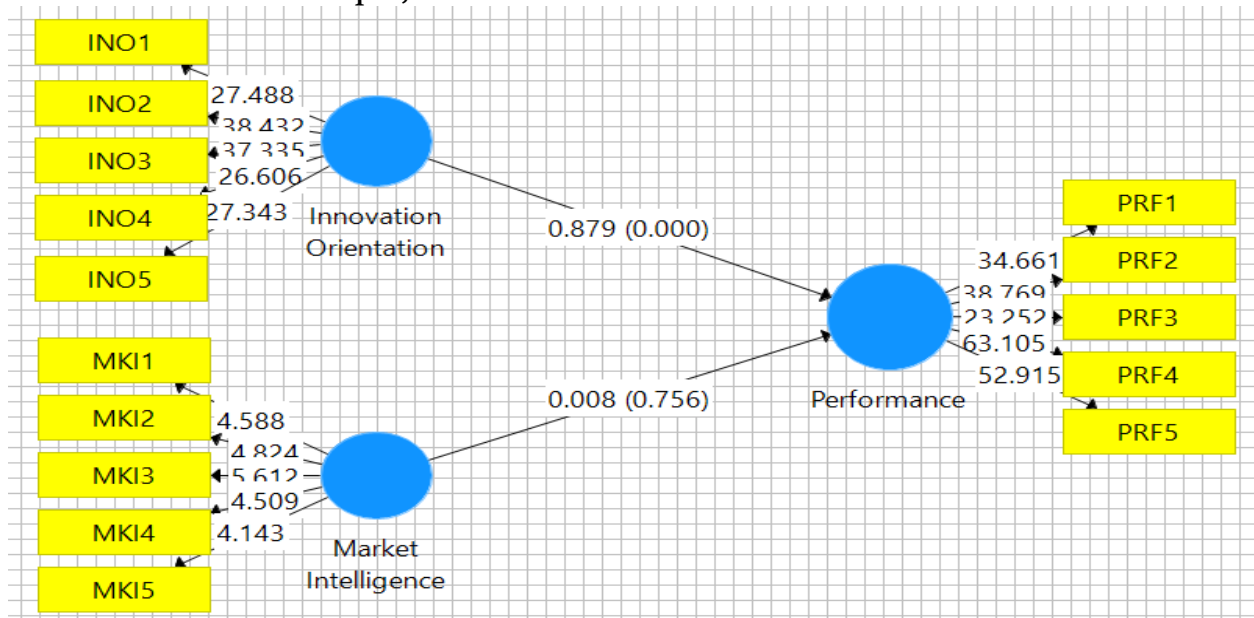 INO1
INO2
INO3
INO4
INO5
27.488
38.432
37.335
26.606
27.343
Innovation
Orientation
0.879 (0.000)
MKI1
MKI2
MKI3
MKI4
MKI5
4.588
4.824
5.612
4.509
4.143
Market
Intelligence
0.008 (0.756)
Performance
34.661
38.769
23.252
63.105
52.915
PRF1
PRF2
PRF3
PRF4
PRF5